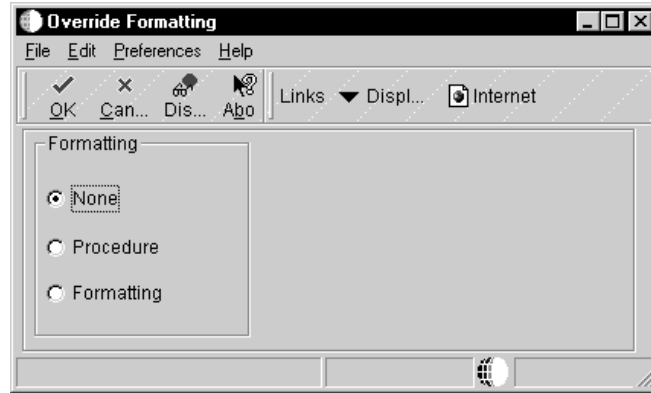 Override Formatting
File Edit Preferences Help
OK Can... Dis... Abo Links Displ... Internet
Formatting
None
Procedure
Formatting